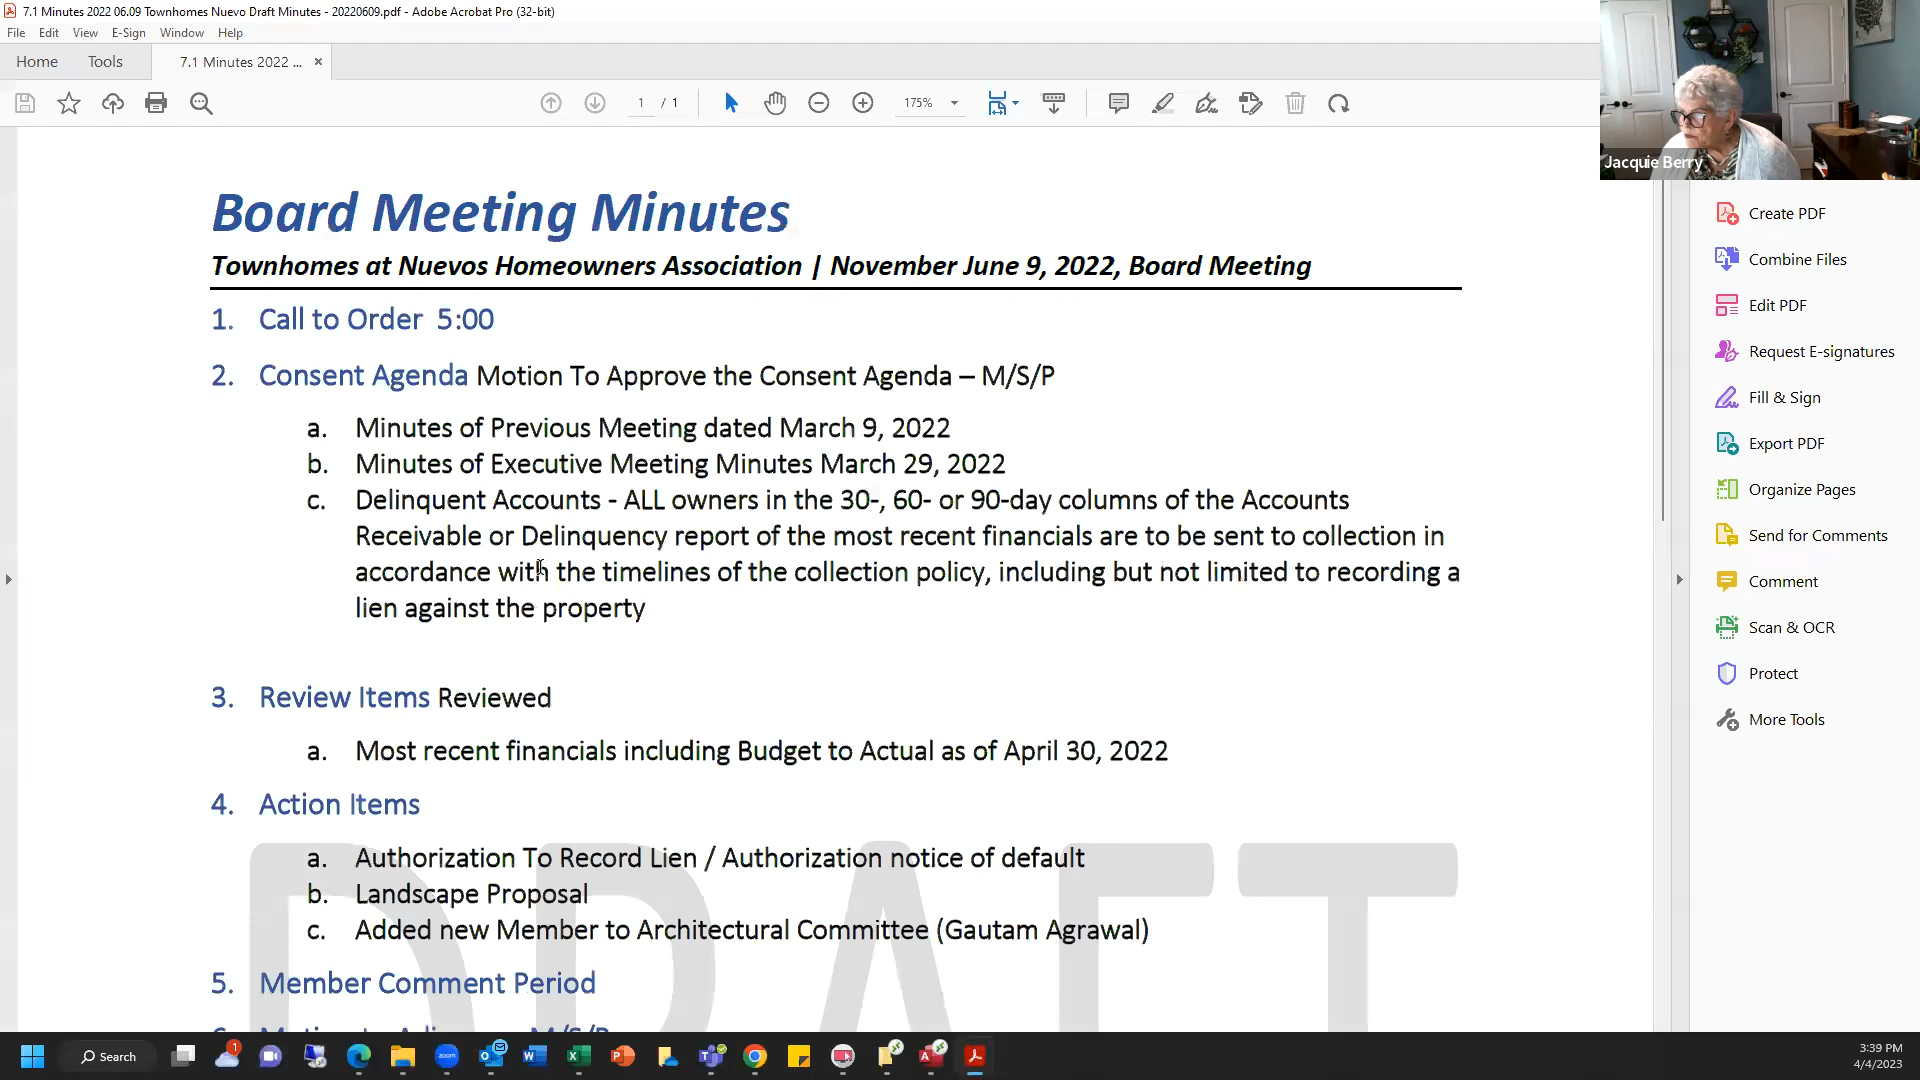 7.1 Minutes 2022 06.09 Townhomes Nuevo Draft Minutes - 20220609.pdf - Adobe Acrobat Pro (32-bit)
File Edit View E-Sign Window Help
Home Tools 7.1 Minutes 2022 ... ×
1 / 1 175%
Jacquie Berry
Board Meeting Minutes
Townhomes at Nuevos Homeowners Association | November June 9, 2022, Board Meeting
1. Call to Order 5:00
2. Consent Agenda Motion To Approve the Consent Agenda – M/S/P
a. Minutes of Previous Meeting dated March 9, 2022
b. Minutes of Executive Meeting Minutes March 29, 2022
c. Delinquent Accounts - ALL owners in the 30-, 60- or 90-day columns of the Accounts
Receivable or Delinquency report of the most recent financials are to be sent to collection in
accordance with the timelines of the collection policy, including but not limited to recording a
lien against the property
3. Review Items Reviewed
a. Most recent financials including Budget to Actual as of April 30, 2022
4. Action Items
a. Authorization To Record Lien / Authorization notice of default
b. Landscape Proposal
c. Added new Member to Architectural Committee (Gautam Agrawal)
5. Member Comment Period
DRAFT
Create PDF
Combine Files
Edit PDF
Request E-signatures
Fill & Sign
Export PDF
Organize Pages
Send for Comments
Comment
Scan & OCR
Protect
More Tools
Search
1
zoom
3:39 PM
4/4/2023